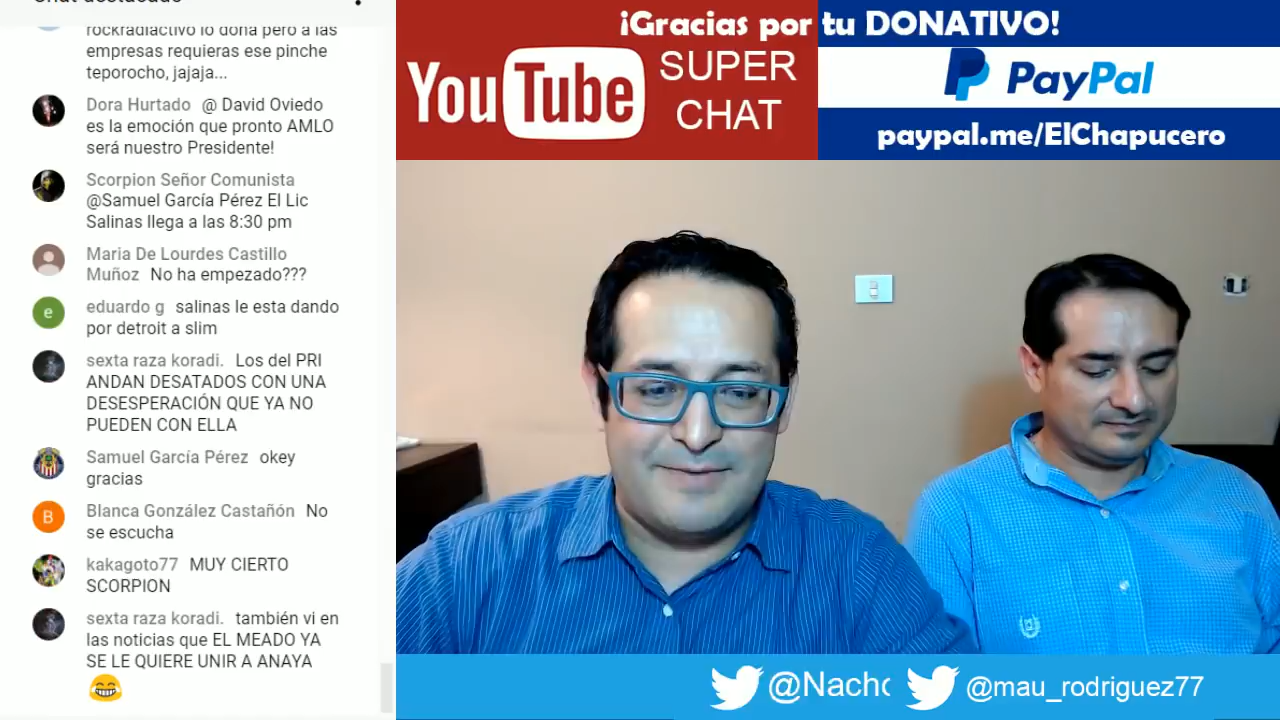 Chat destacado
rockradiactivo lo dona pero a las
empresas requieras ese pinche
teporocho, jajaja...
Dora Hurtado @ David Oviedo
es la emoción que pronto AMLO
será nuestro Presidente!
Scorpion Señor Comunista
@Samuel García Pérez El Lic
Salinas llega a las 8:30 pm
Maria De Lourdes Castillo
Muñoz No ha empezado???
eduardo g salinas le esta dando
por detroit a slim
sexta raza koradi. Los del PRI
ANDAN DESATADOS CON UNA
DESESPERACIÓN QUE YA NO
PUEDEN CON ELLA
Samuel García Pérez okey
gracias
Blanca González Castañón No
se escucha
kakagoto77 MUY CIERTO
SCORPION
sexta raza koradi. también vi en
las noticias que EL MEADO YA
SE LE QUIERE UNIR A ANAYA
e
B
¡Gracias por tu DONATIVO!
YouTube
SUPER
CHAT
PayPal
paypal.me/ElChapucero
@Nacho
@mau_rodriguez77